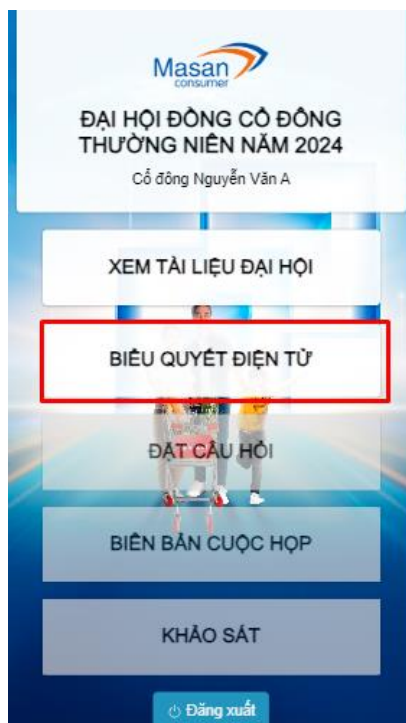 Masan
consumer
ĐẠI HỘI ĐỒNG CỔ ĐÔNG
THƯỜNG NIÊN NĂM 2024
Cổ đông Nguyễn Văn A
XEM TÀI LIỆU ĐẠI HỘI
BIỂU QUYẾT ĐIỆN TỬ
ĐẶT CÂU HỎI
BIÊN BẢN CUỘC HỌP
KHẢO SÁT
Đăng xuất